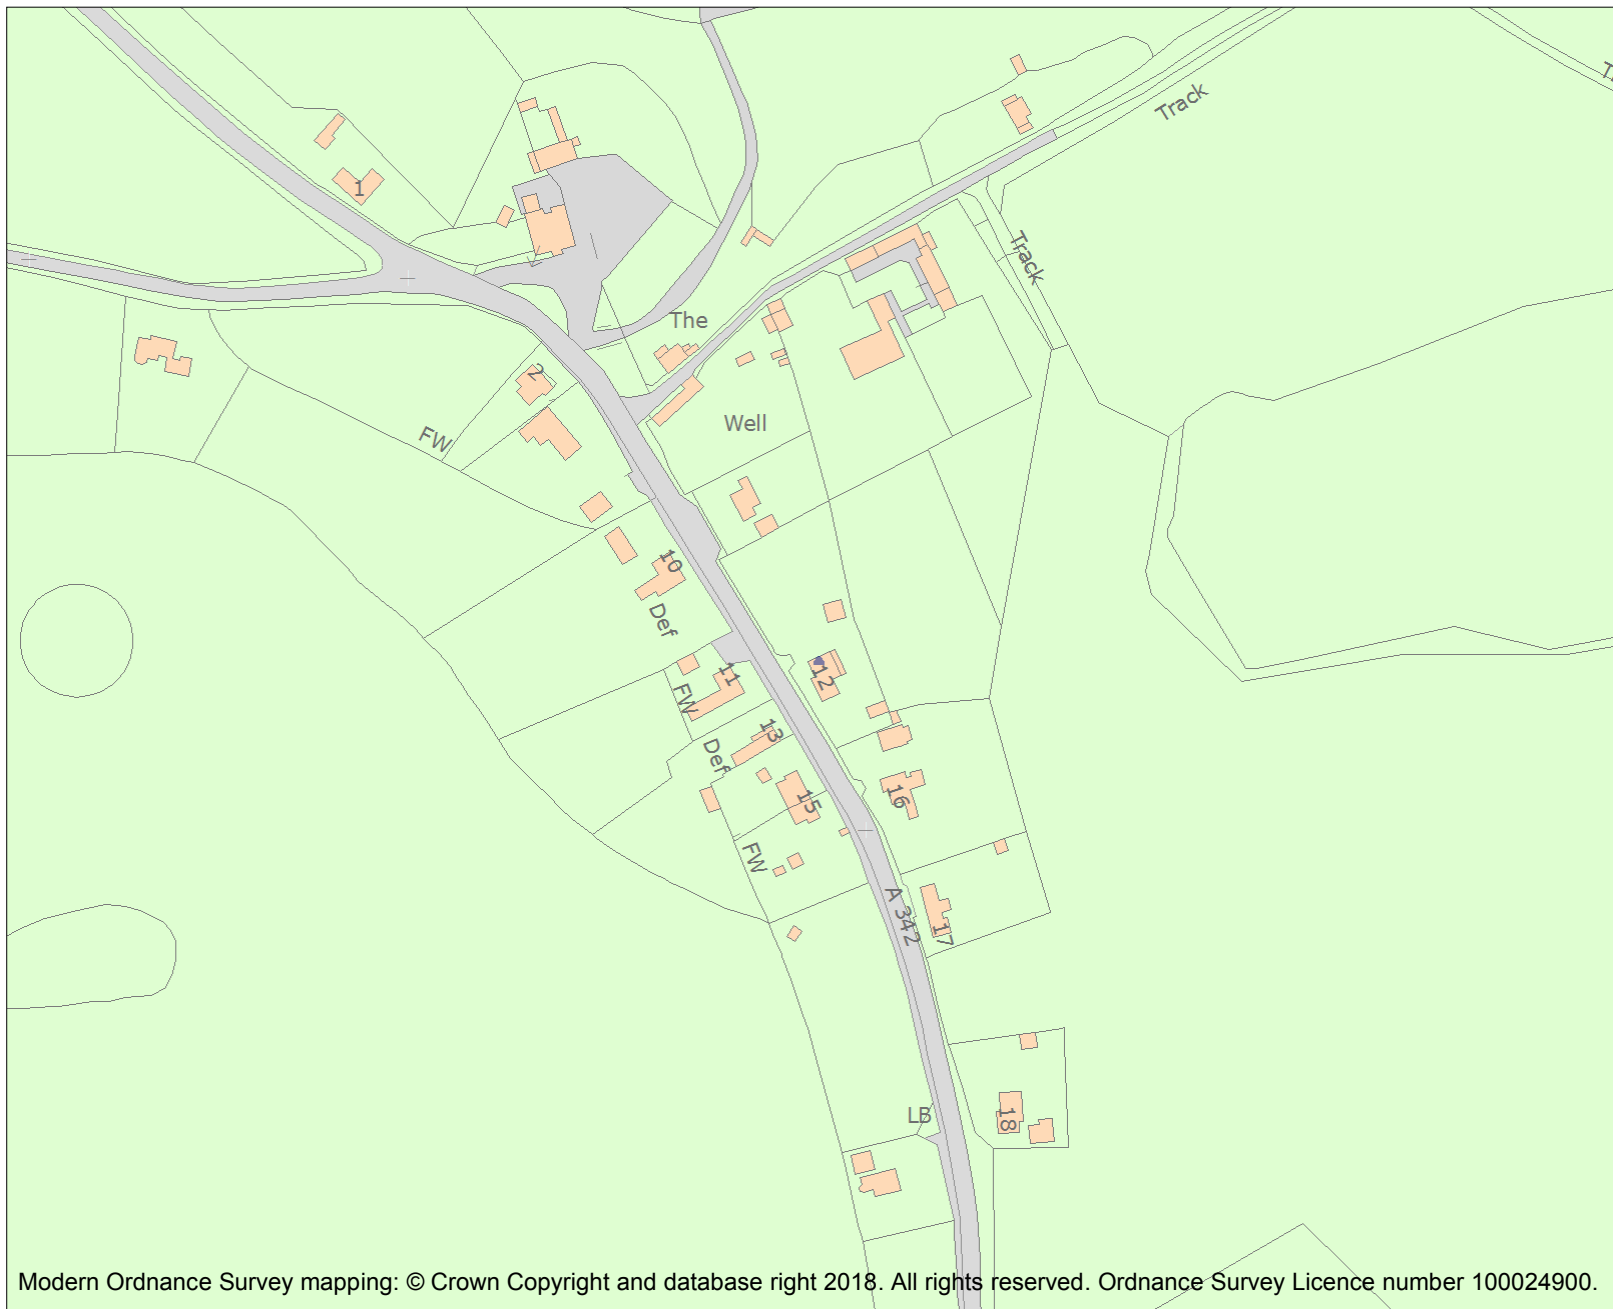 Track
1
Track
The
2
Well
FW
10
Def
11
12
FW
13
Def
15
16
FW
A 342
17
LB
18
Modern Ordnance Survey mapping: © Crown Copyright and database right 2018. All rights reserved. Ordnance Survey Licence number 100024900.